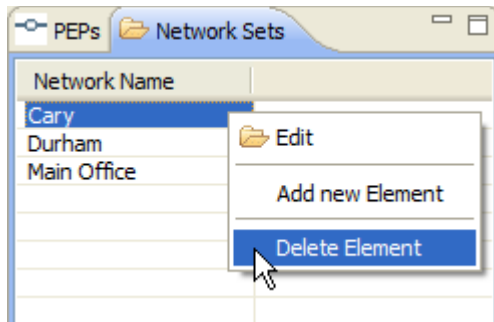 PEPs Network Sets
Network Name
Cary
Edit
Durham
Main Office
Add new Element
Delete Element